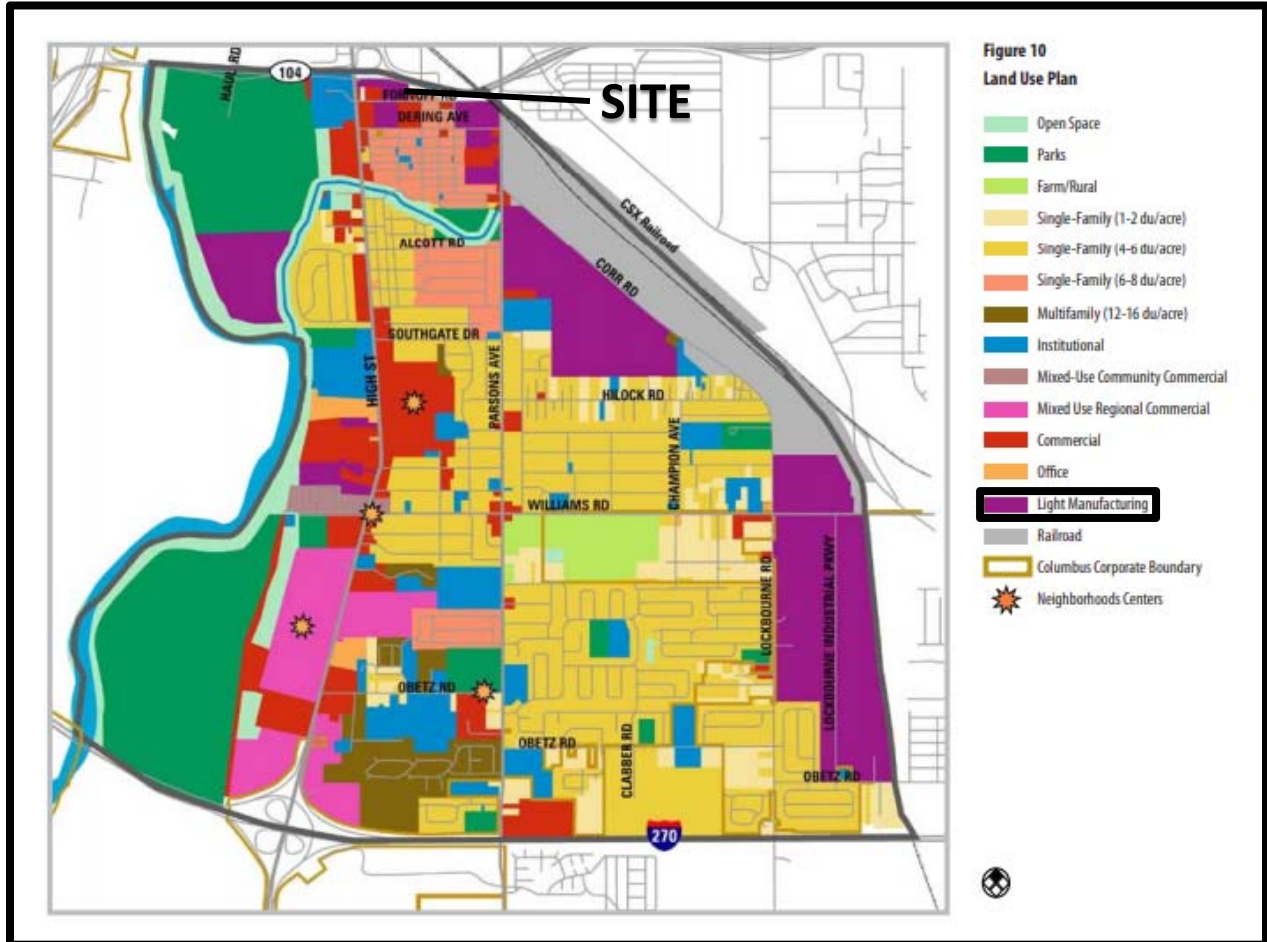 Figure 10
Land Use Plan
Open Space
Parks
Farm/Rural
Single-Family (1-2 du/acre)
Single-Family (4-6 du/acre)
Single-Family (6-8 du/acre)
Multifamily (12-16 du/acre)
Institutional
Mixed-Use Community Commercial
Mixed Use Regional Commercial
Commercial
Office
Light Manufacturing
Railroad
Columbus Corporate Boundary
Neighborhoods Centers
HAUL RD
104
SITE
DERING AVE
CSX Railroad
ALCOTT RD
CORR RD
SOUTHGATE DR
HIGH ST
PARSONS AVE
HILOCK RD
CHAMPION AVE
WILLIAMS RD
LOCKBOURNE RD
LOCKBOURNE INDUSTRIAL PKWY
OBETZ RD
OBETZ RD
CLABBER RD
OBETZ RD
270